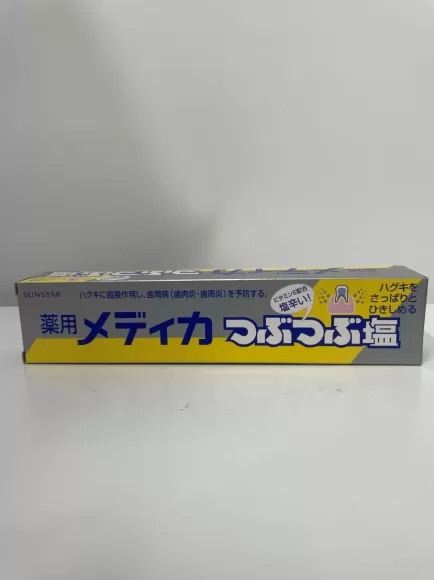 SUNSTAR
ハグキに直接作用し、歯周病(歯肉炎・歯周炎)を予防する。
ビタミンE配合
塩辛い!
ハグキを
さっぱりと
ひきしめる
薬用メディカつぶつぶ塩